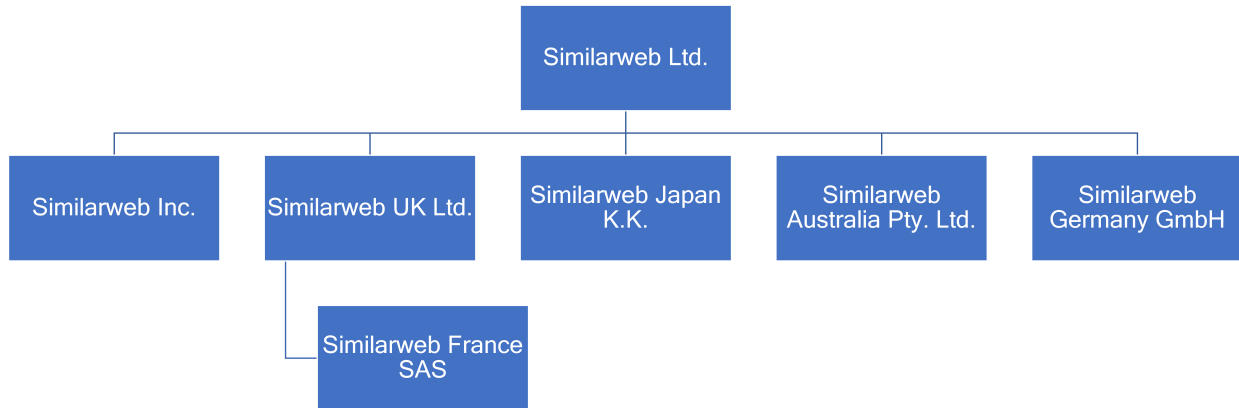 Similarweb Ltd.
Similarweb Inc.
Similarweb UK Ltd.
Similarweb Japan
K.K.
Similarweb
Australia Pty. Ltd.
Similarweb
Germany GmbH
Similarweb France
SAS